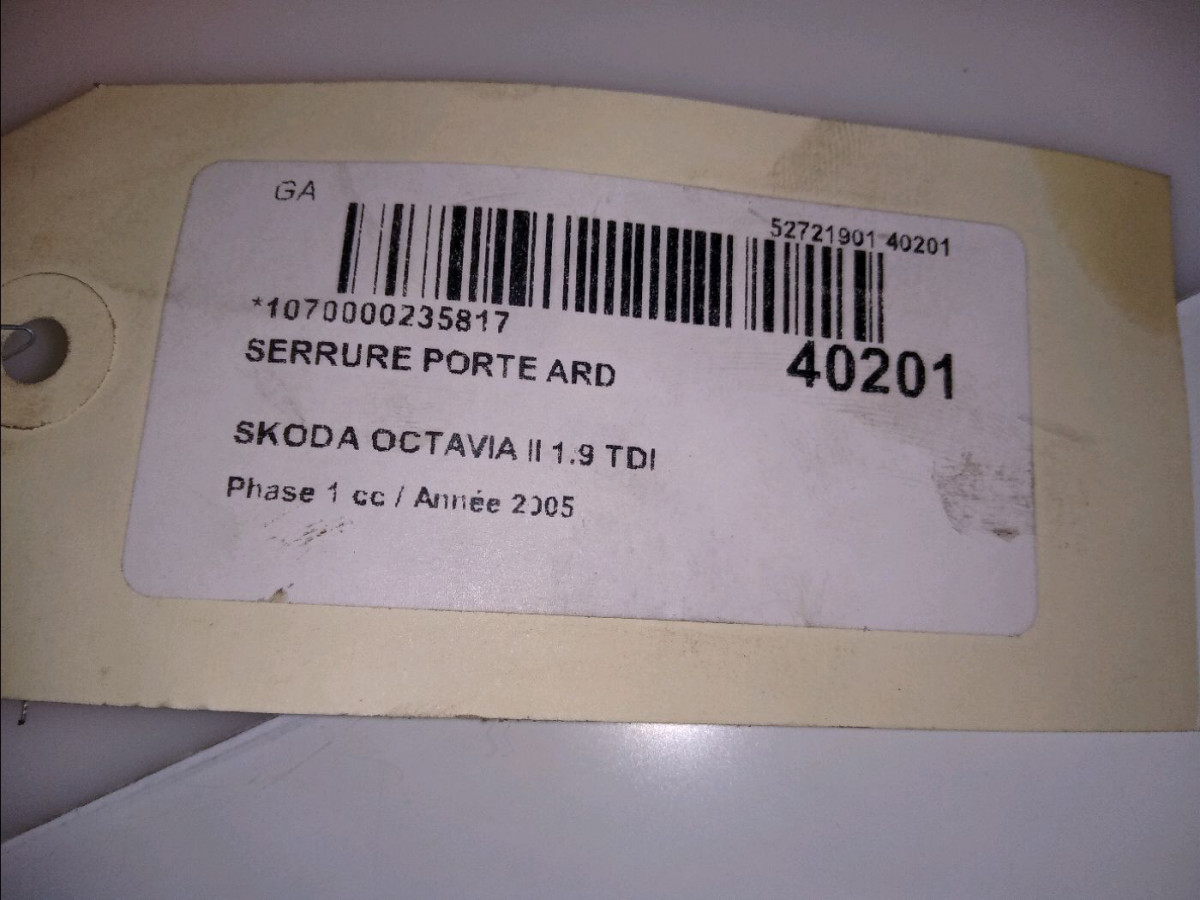 GA
52721901 40201
*1070000235817
40201
SERRURE PORTE ARD
SKODA OCTAVIA II 1.9 TDI
Phase 1 cc / Année 2005